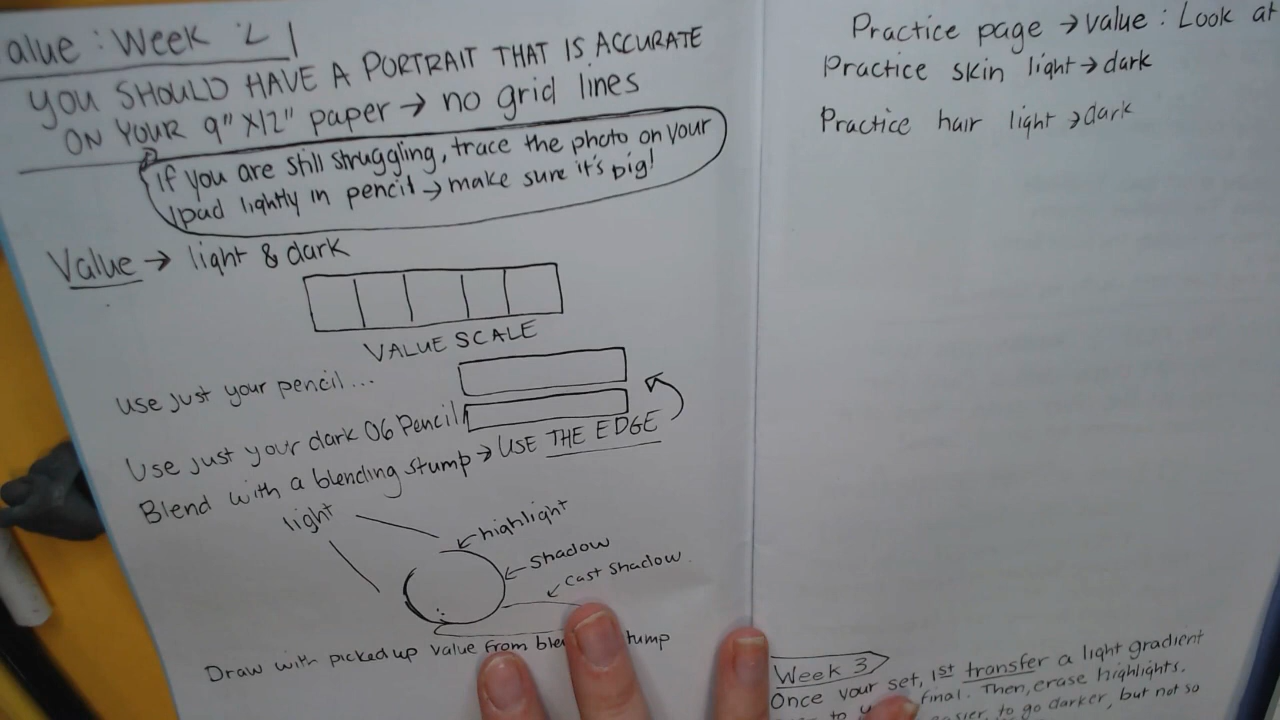 alue : Week 21
YOU SHOULD HAVE A PORTRAIT THAT IS ACCURATE
ON YOUR 9" X12" paper → no grid lines
If you are still struggling, trace the photo on your
ipad lightly in pencil → make sure it's big!
Value → light & dark
VALUE SCALE
Use just your pencil...
Use just your dark 06 Pencil
Blend with a blending stump → USE THE EDGE
light
highlight
shadow
cast shadow
Draw with picked up value from ble tump
Practice page → value : Look at
Practice skin light → dark
Practice hair light → dark
Week 3
Once your set, 1st transfer a light gradient
to final. Then, erase highlights.
to go darker, but not so